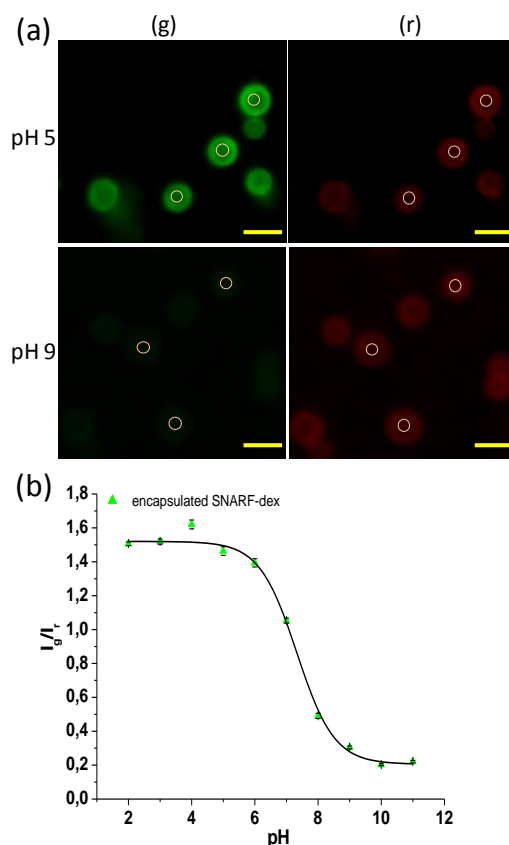 (a)
(g) (r)
pH 5
pH 9
(b)
encapsulated SNARF-dex
1,8
1,6
1,4
1,2
1,0
0,8
0,6
0,4
0,2
0,0
I_g/I_r
2 4 6 8 10 12
pH